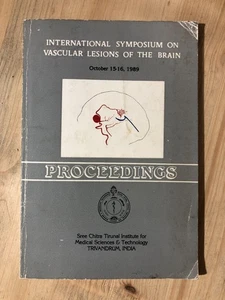 INTERNATIONAL SYMPOSIUM ON
VASCULAR LESIONS OF THE BRAIN
October 15-16, 1989
PROCEEDINGS
Sree Chitra Tirunal Institute for
Medical Sciences & Technology
TRIVANDRUM, INDIA